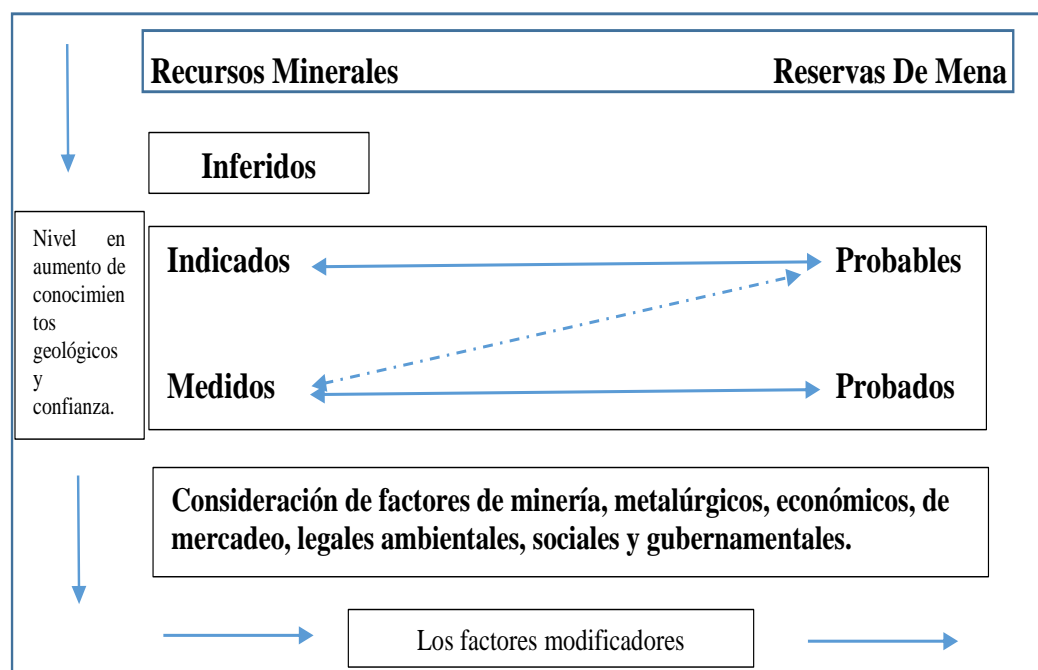 Recursos Minerales Reservas De Mena
Inferidos
Nivel en
aumento de
conocimien
tos
geológicos
y
confianza.
Indicados Probables
Medidos Probados
Consideración de factores de minería, metalúrgicos, económicos, de
mercadeo, legales ambientales, sociales y gubernamentales.
Los factores modificadores